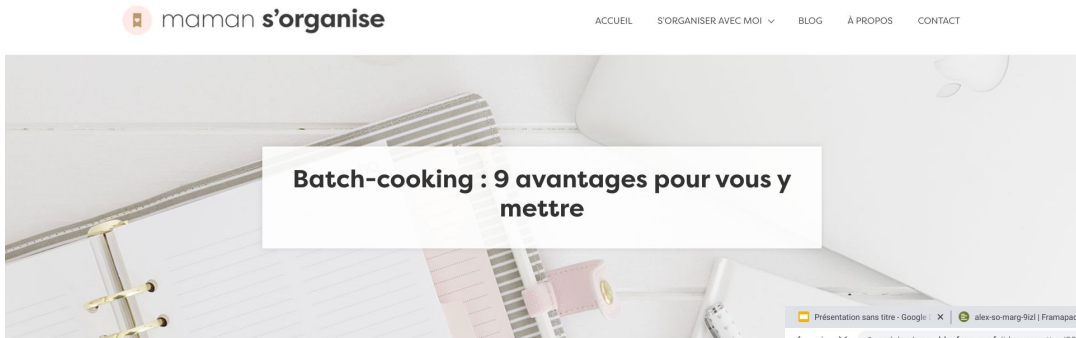 maman s'organise
ACCUEIL S'ORGANISER AVEC MOI BLOG À PROPOS CONTACT
Batch-cooking : 9 avantages pour vous y
mettre
Présentation sans titre - Google
alex-so-marg-9izl | Framapad